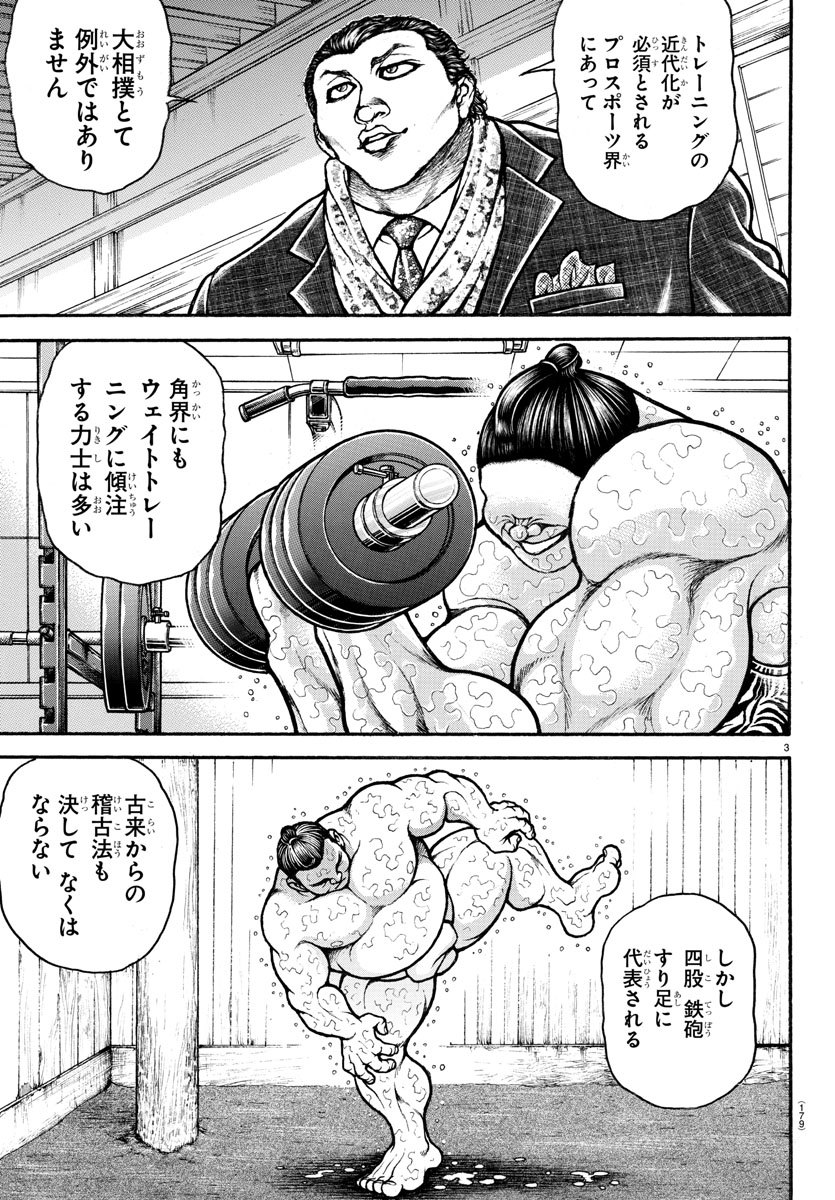 トレーニングの
近代化が
必須とされる
プロスポーツ界
にあって
大相撲とて
例外ではあり
ません
角界にも
ウェイトトレー
ニングに傾注
する力士は多い
3
しかし
四股 鉄砲
すり足に
代表される
古来からの
稽古法も
決して なくは
ならない
(179)